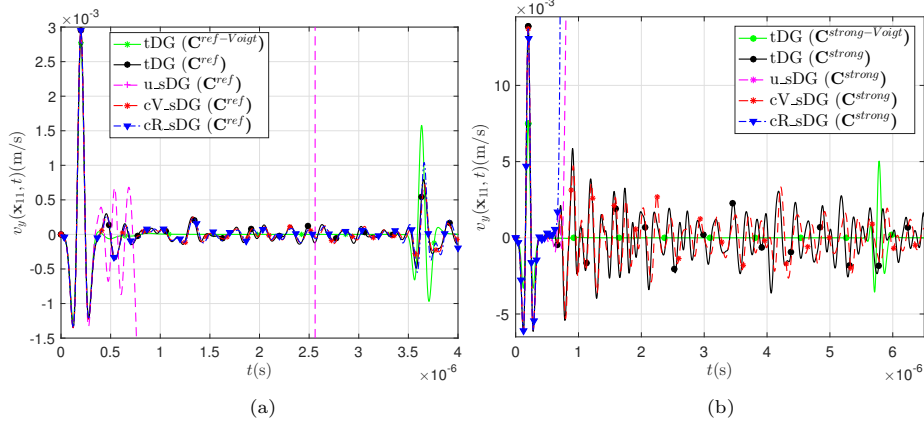 ×10⁻³
3
2.5
2
1.5
1
0.5
0
-0.5
-1
-1.5
v_y(x₁₁, t)(m/s)
tDG (C^{ref−Voigt})
tDG (C^{ref})
u_sDG (C^{ref})
cV_sDG (C^{ref})
cR_sDG (C^{ref})
0 0.5 1 1.5 2 2.5 3 3.5 4
t(s)
×10⁻⁶
(a)
×10⁻³
10
5
0
-5
v_y(x₁₁, t)(m/s)
tDG (C^{strong−Voigt})
tDG (C^{strong})
u_sDG (C^{strong})
cV_sDG (C^{strong})
cR_sDG (C^{strong})
0 1 2 3 4 5 6
t(s)
×10⁻⁶
(b)